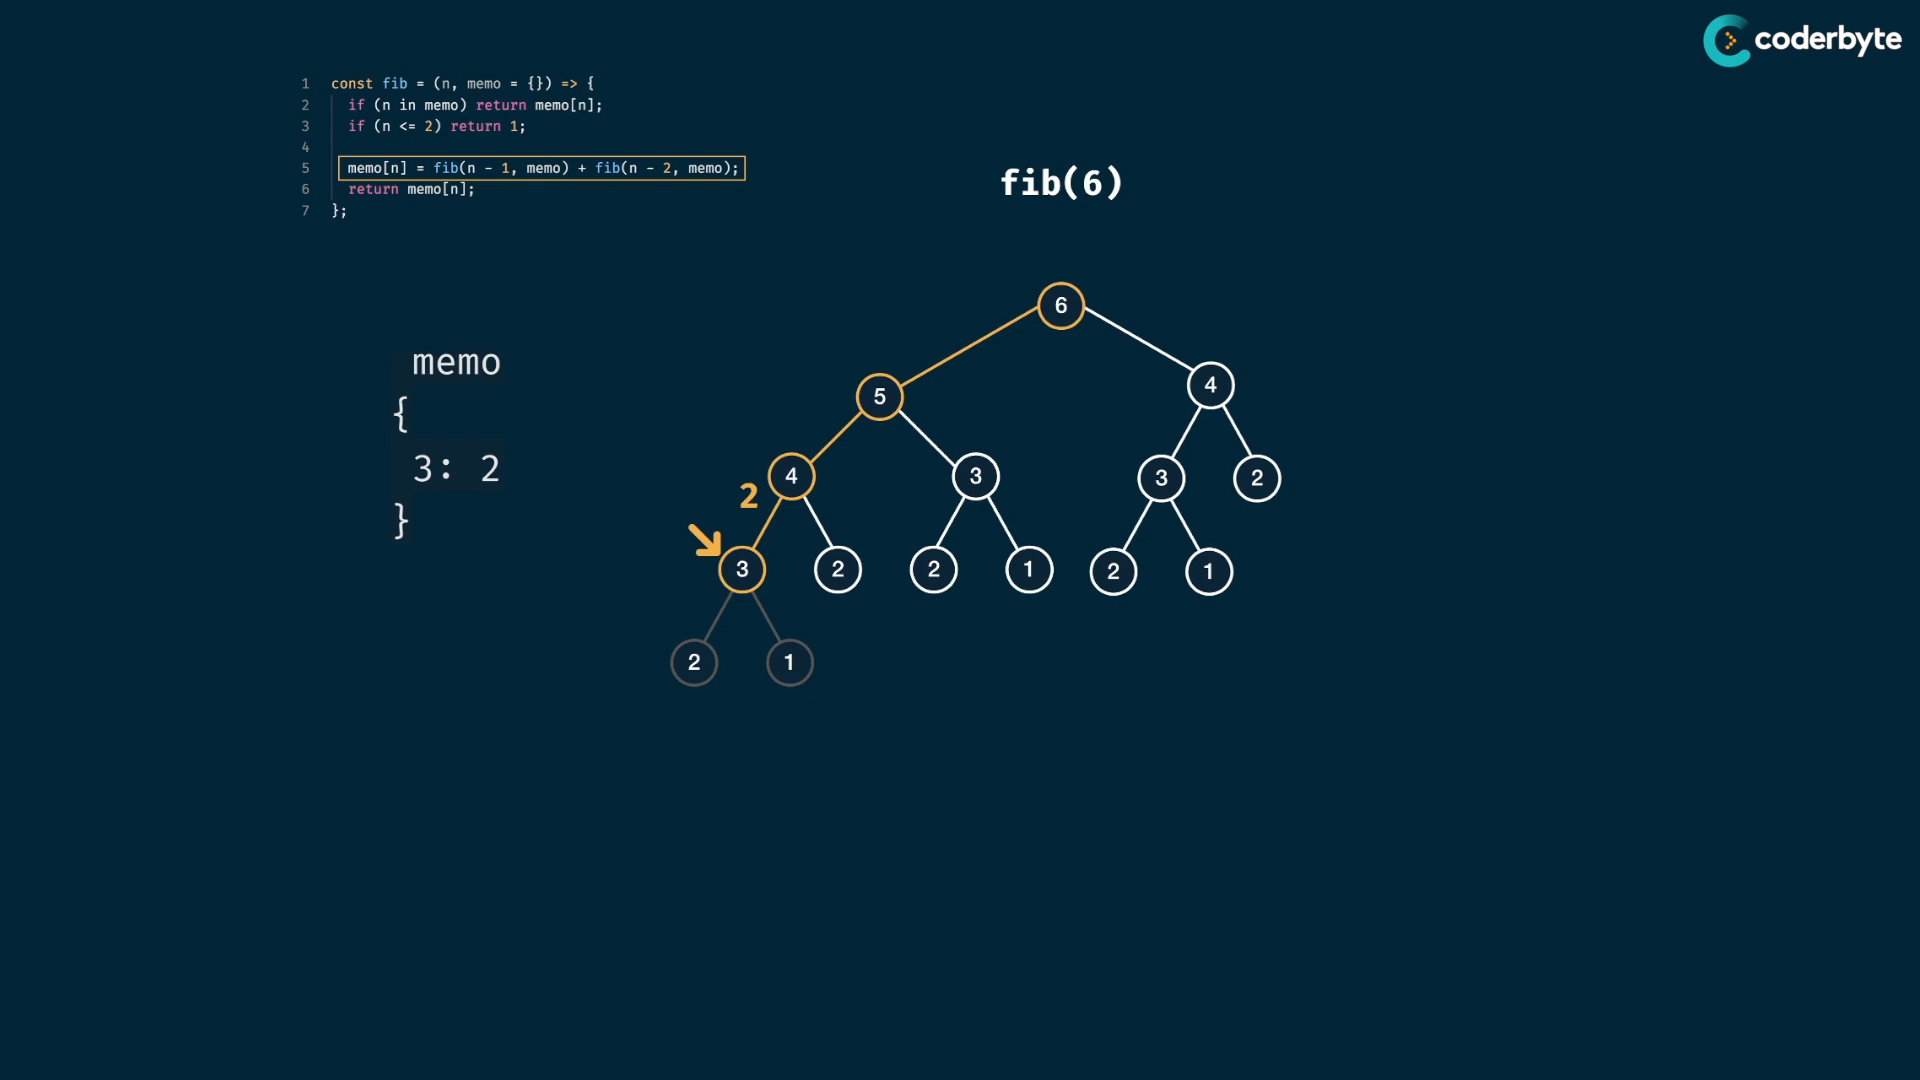 coderbyte
1 const fib = (n, memo = {}) => {
2 if (n in memo) return memo[n];
3 if (n <= 2) return 1;
4
5 memo[n] = fib(n - 1, memo) + fib(n - 2, memo);
6 return memo[n];
7 };
fib(6)
memo
{
3: 2
}
6
5 4
4 3 3 2
2
3 2 2 1 2 1
2 1